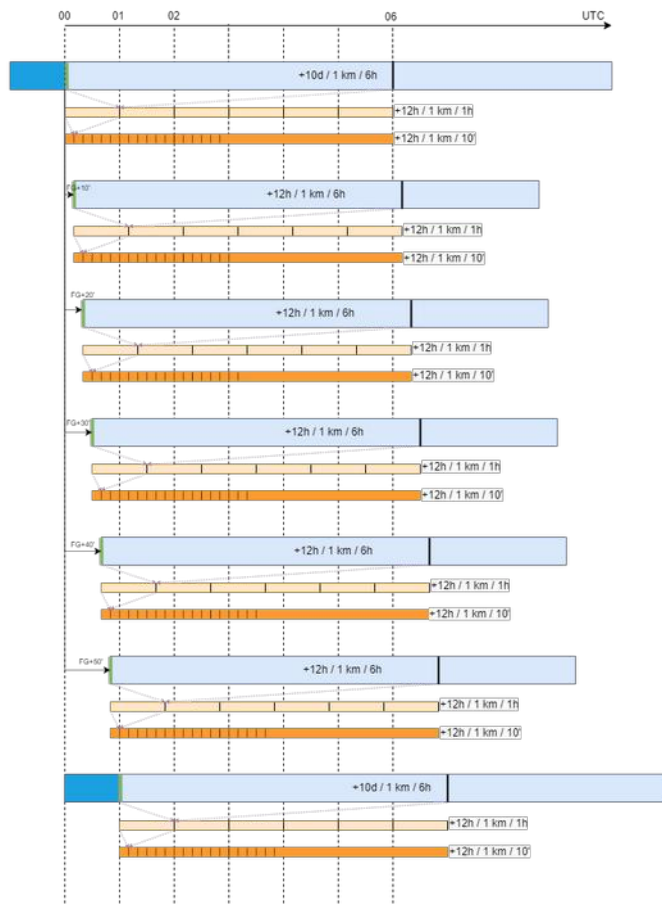 00 01 02 06 UTC
+10d / 1 km / 6h
+12h / 1 km / 1h
+12h / 1 km / 10'
FG+10'
+12h / 1 km / 6h
+12h / 1 km / 1h
+12h / 1 km / 10'
FG+20'
+12h / 1 km / 6h
+12h / 1 km / 1h
+12h / 1 km / 10'
FG+30'
+12h / 1 km / 6h
+12h / 1 km / 1h
+12h / 1 km / 10'
FG+40'
+12h / 1 km / 6h
+12h / 1 km / 1h
+12h / 1 km / 10'
FG+50'
+12h / 1 km / 6h
+12h / 1 km / 1h
+12h / 1 km / 10'
+10d / 1 km / 6h
+12h / 1 km / 1h
+12h / 1 km / 10'